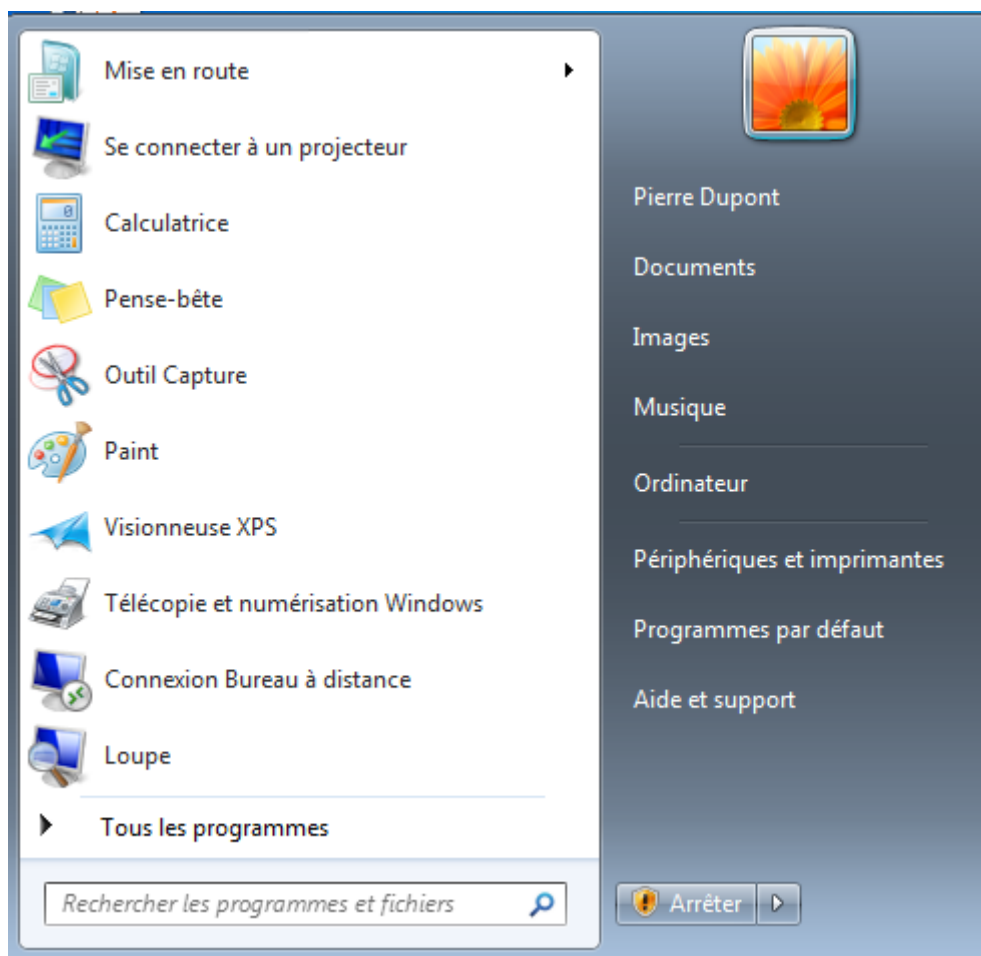 Mise en route
Se connecter à un projecteur
Calculatrice
Pense-bête
Outil Capture
Paint
Visionneuse XPS
Télécopie et numérisation Windows
Connexion Bureau à distance
Loupe
Tous les programmes
Rechercher les programmes et fichiers
Pierre Dupont
Documents
Images
Musique
Ordinateur
Périphériques et imprimantes
Programmes par défaut
Aide et support
Arrêter